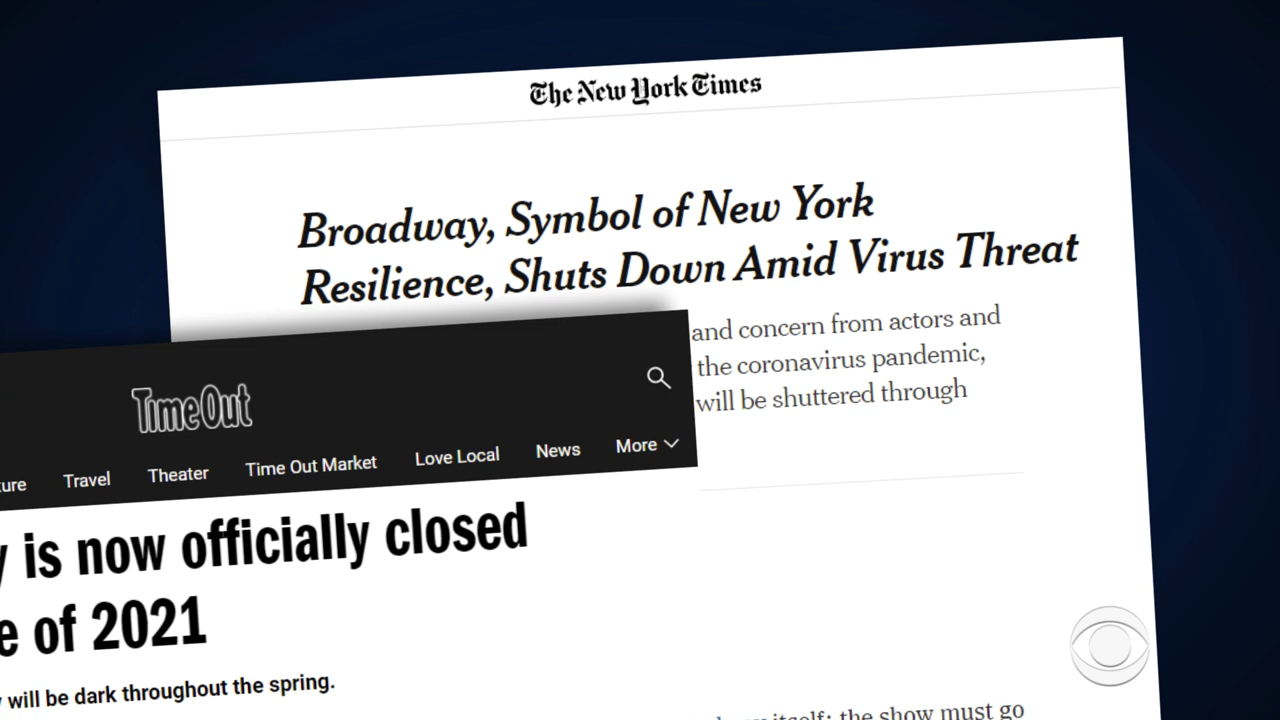 The New York Times
Broadway, Symbol of New York
Resilience, Shuts Down Amid Virus Threat
and concern from actors and
the coronavirus pandemic,
will be shuttered through
TimeOut
Travel Theater Time Out Market Love Local News More
is now officially closed
of 2021
will be dark throughout the spring.
itself: the show must go